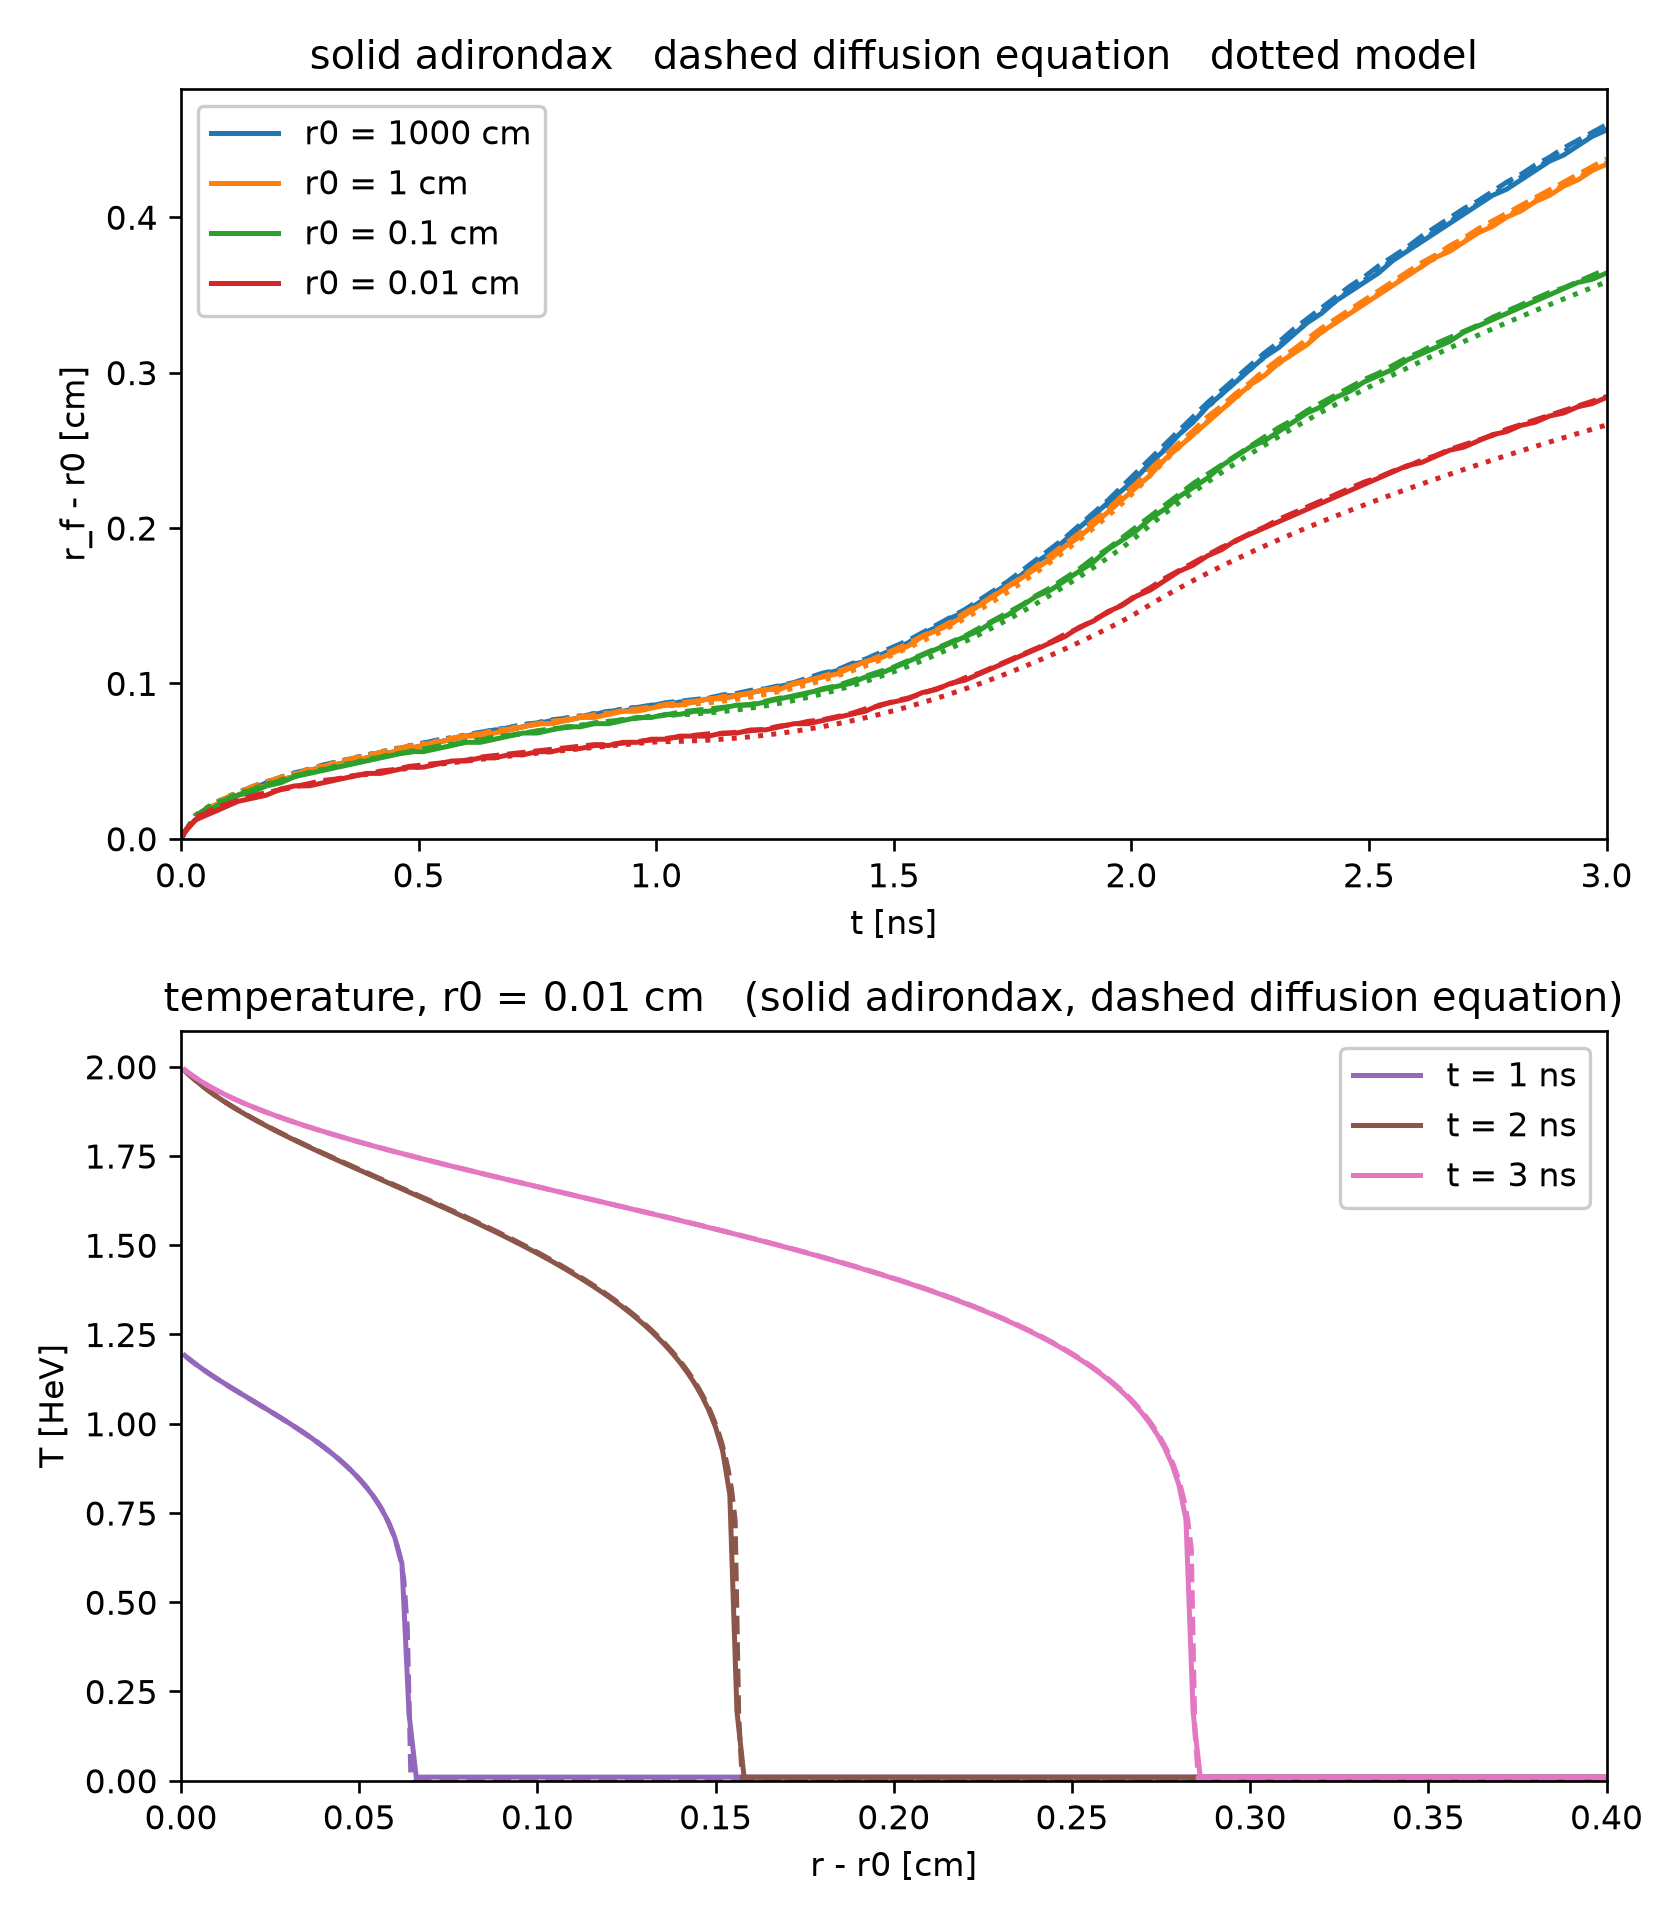 solid adirondax   dashed diffusion equation   dotted model
r0 = 1000 cm
r0 = 1 cm
r0 = 0.1 cm
r0 = 0.01 cm
r_f - r0 [cm]
0.4
0.3
0.2
0.1
0.0
0.0 0.5 1.0 1.5 2.0 2.5 3.0
t [ns]
temperature, r0 = 0.01 cm   (solid adirondax, dashed diffusion equation)
t = 1 ns
t = 2 ns
t = 3 ns
T [HeV]
2.00
1.75
1.50
1.25
1.00
0.75
0.50
0.25
0.00
0.00 0.05 0.10 0.15 0.20 0.25 0.30 0.35 0.40
r - r0 [cm]